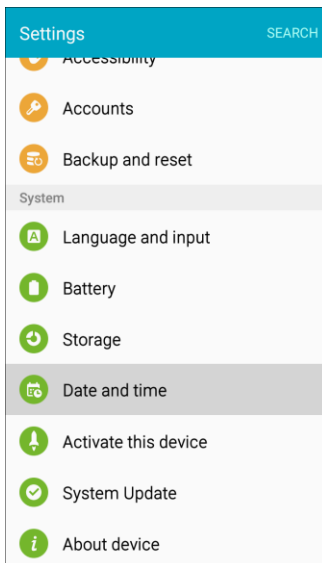 Settings
SEARCH
Accessibility
Accounts
Backup and reset
System
A
Language and input
Battery
Storage
Date and time
Activate this device
System Update
i
About device